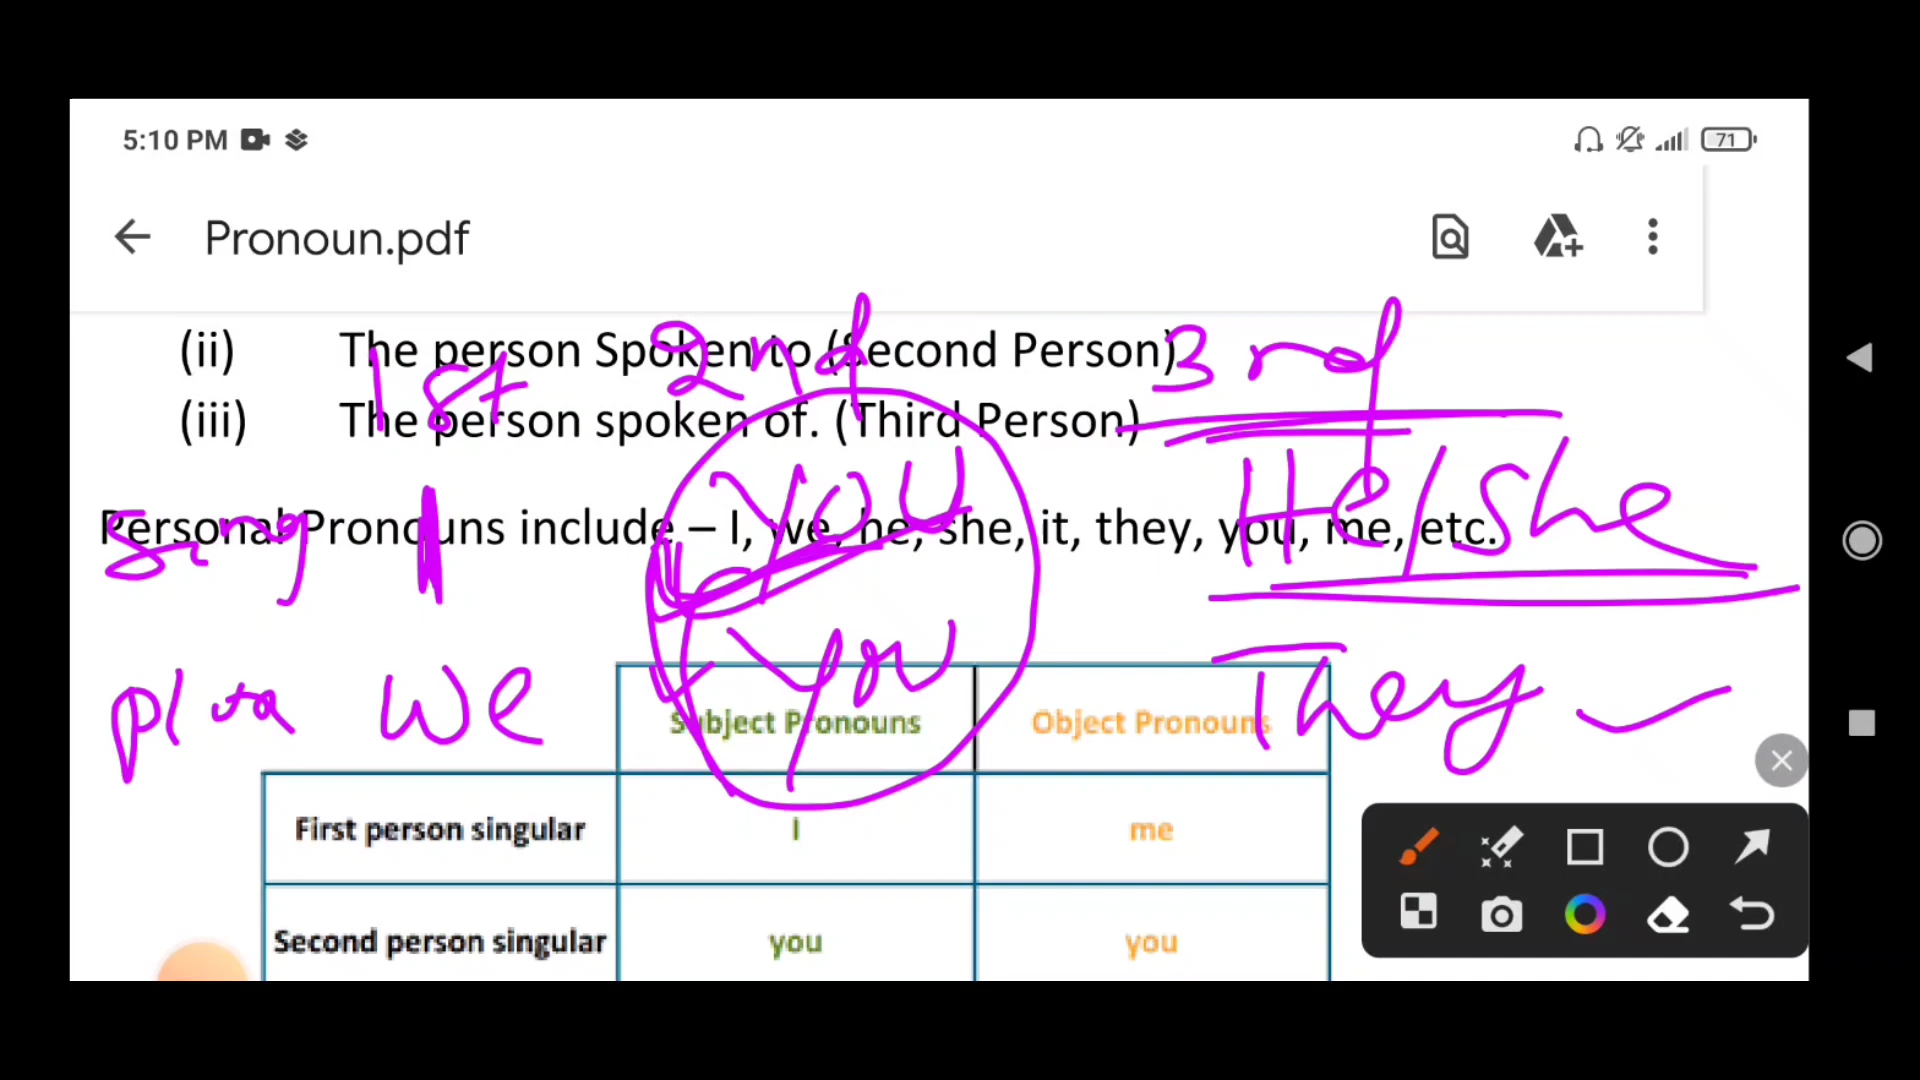 5:10 PM 71
Pronoun.pdf
(ii) The person Spoken to (Second Person)
(iii) The person spoken of. (Third Person)
1st 2nd 3rd
Personal Pronouns include – I, we, he, she, it, they, you, me, etc.
Sing I You He/She
We You They
Subject Pronouns Object Pronouns
First person singular I me
Second person singular you you